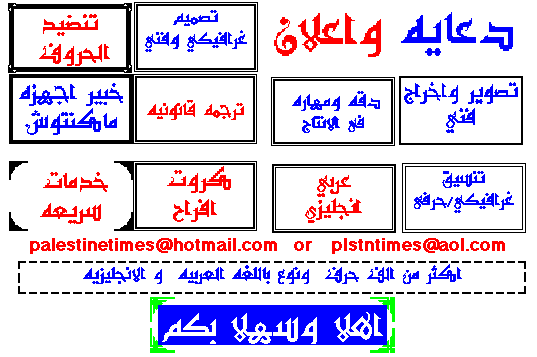 دعايه واعلان
تصميم
غرافيكي وفني
تنضيد
الحروف
تصوير واخراج
فني
دقه ومهاره
في الانتاج
ترجمه قانونيه
خبير اجهزه
ماكنتوش
تنسيق
غرافيكي/حرفي
عربي
انجليزي
كروت
افراح
خدمات
سريعه
palestinetimes@hotmail.com or plstntimes@aol.com
اكثر من الف حرف ونوع باللغه العربيه و الانجليزيه
اهلا وسهلا بكم